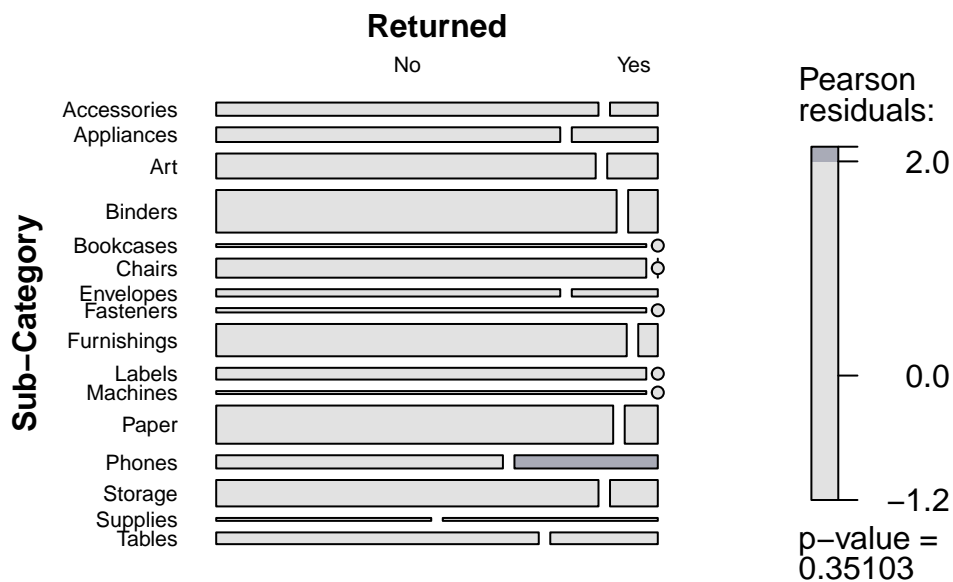 Returned
No Yes
Pearson
residuals:
Accessories
Appliances
Art
Binders
Bookcases
Chairs
Envelopes
Fasteners
Furnishings
Labels
Machines
Paper
Phones
Storage
Supplies
Tables
Sub−Category
2.0
0.0
−1.2
p−value =
0.35103